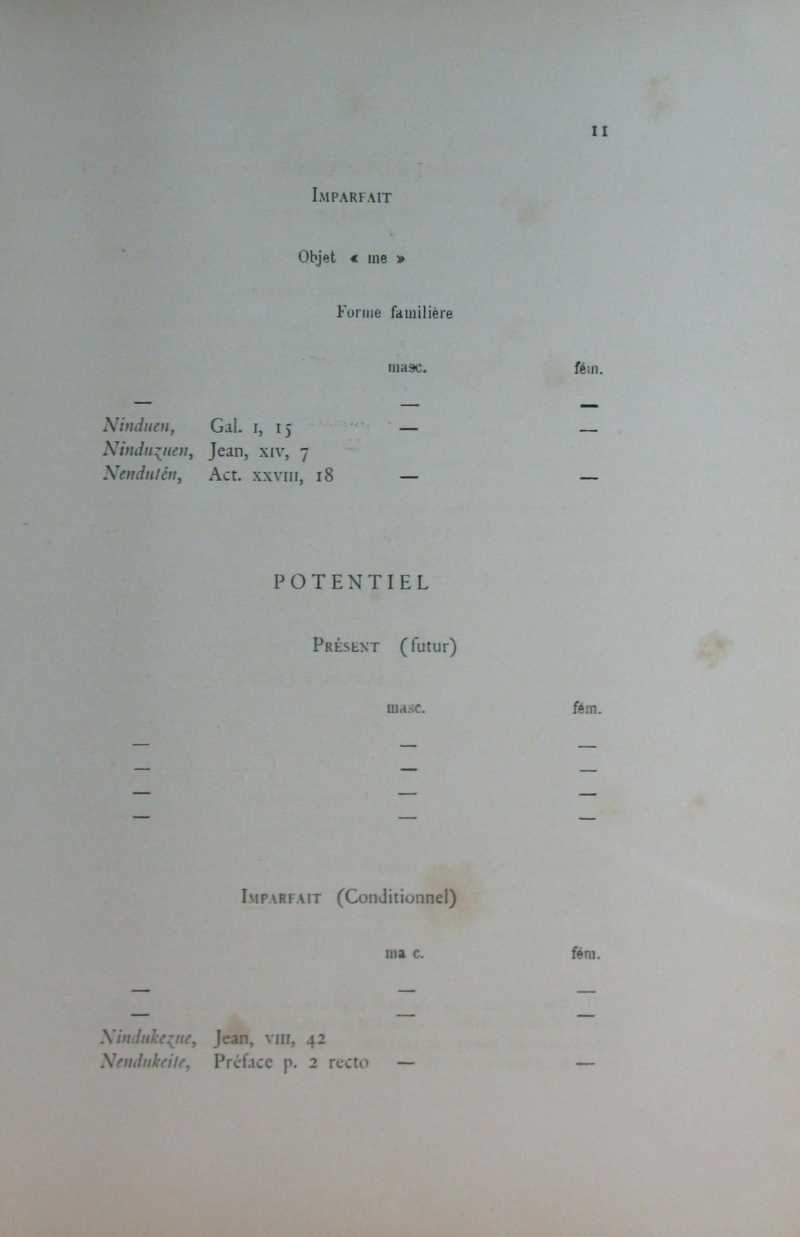 11
IMPARFAIT
Objet « me »
Forme familière
masc. fém.
— — —
Ninduen, Gal. I, 15 — —
Ninduzuen, Jean, XIV, 7
Nendutén, Act. XXVIII, 18 — —
POTENTIEL
PRÉSENT (futur)
masc. fém.
— — —
— — —
— — —
— — —
IMPARFAIT (Conditionnel)
ma c. fém.
— — —
— — —
Nindukezue, Jean, VIII, 42
Nendukeite, Préface p. 2 recto — —